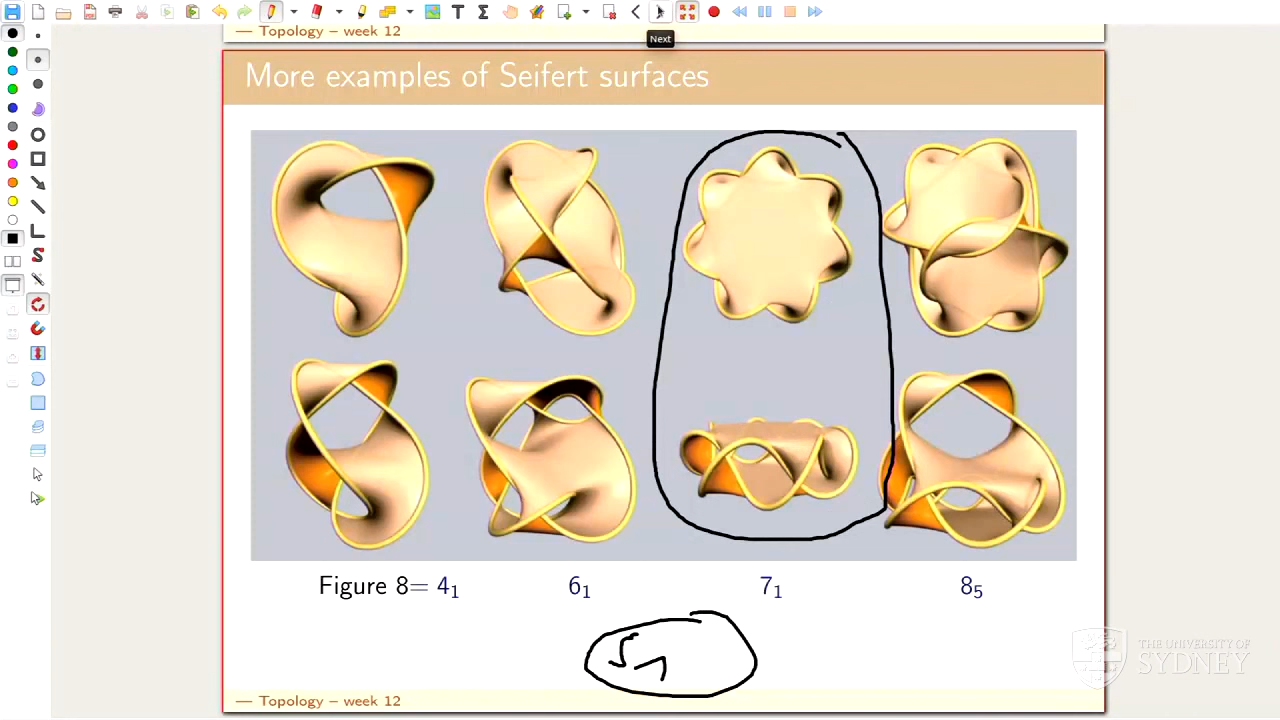 — Topology – week 12
Next
More examples of Seifert surfaces
Figure 8= 4₁ 6₁ 7₁ 8₅
5₁
THE UNIVERSITY OF
SYDNEY
— Topology – week 12